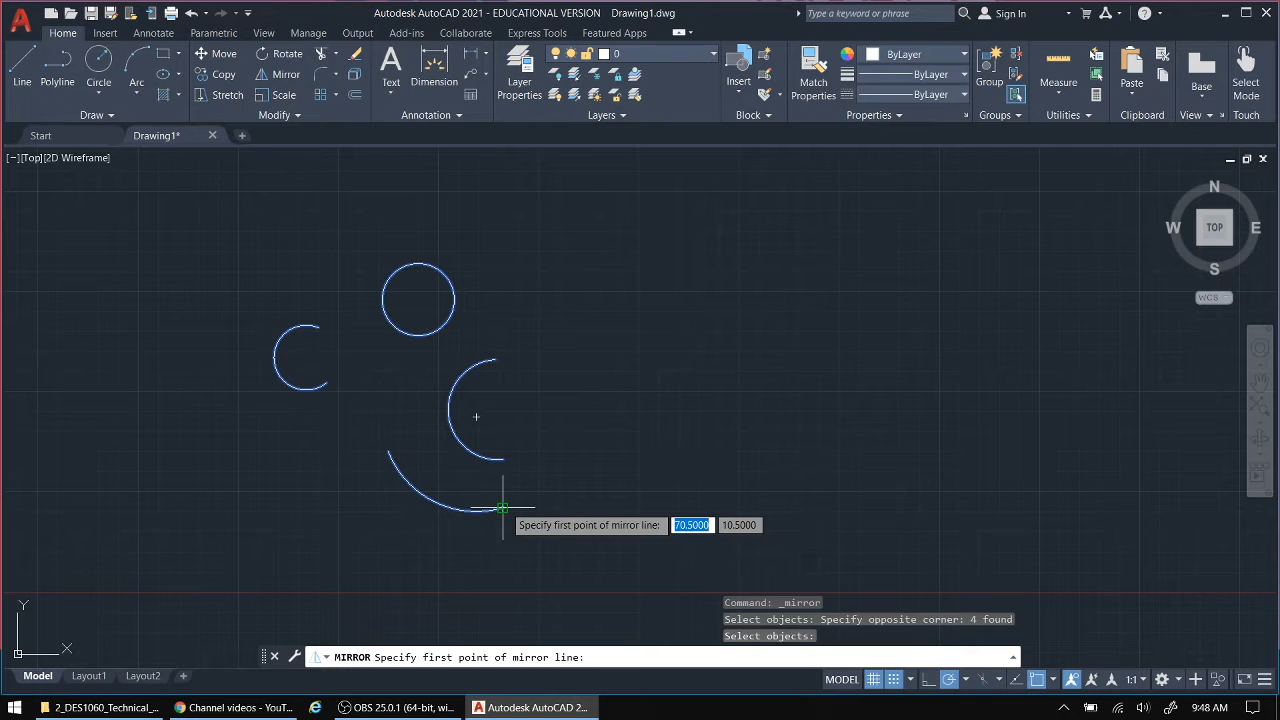 Autodesk AutoCAD 2021 - EDUCATIONAL VERSION Drawing1.dwg
Type a keyword or phrase
Sign In
Home Insert Annotate Parametric View Manage Output Add-ins Collaborate Express Tools Featured Apps
Line
Polyline
Circle
Arc
Move
Rotate
Copy
Mirror
Stretch
Scale
Text
Dimension
Layer
Properties
0
Insert
Match
Properties
ByLayer
ByLayer
ByLayer
Group
Measure
Paste
Base
Select
Mode
Draw
Modify
Annotation
Layers
Block
Properties
Groups
Utilities
Clipboard
View
Touch
Start
Drawing1*
[−][Top][2D Wireframe]
N
W
TOP
E
S
WCS
Specify first point of mirror line: 70.5000 10.5000
Command: _mirror
Select objects: Specify opposite corner: 4 found
Select objects:
Y
X
MIRROR Specify first point of mirror line:
Model Layout1 Layout2
MODEL
1:1
2_DES1060_Technical_...
Channel videos - YouT...
OBS 25.0.1 (64-bit, wi...
Autodesk AutoCAD 2...
9:48 AM